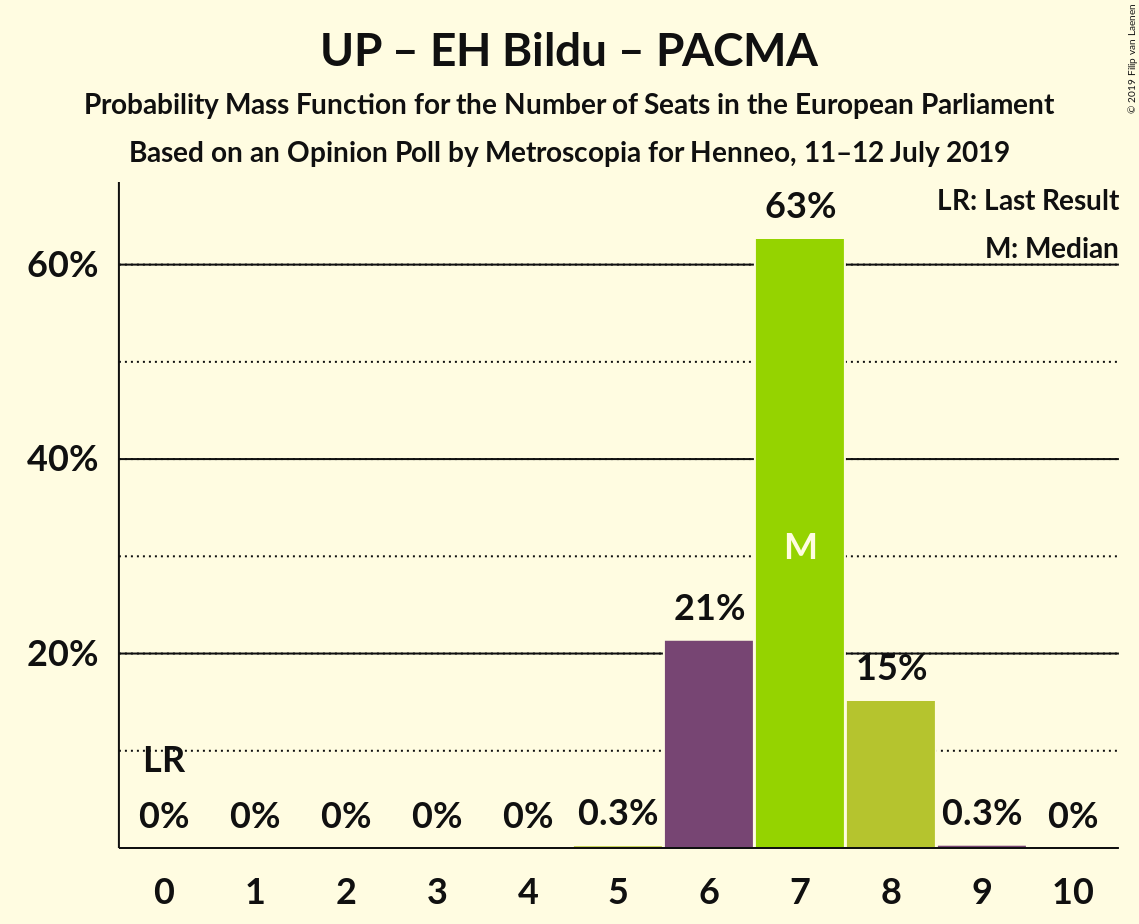 UP – EH Bildu – PACMA
Probability Mass Function for the Number of Seats in the European Parliament
Based on an Opinion Poll by Metroscopia for Henneo, 11–12 July 2019
© 2019 Filip van Laenen
LR: Last Result
M: Median
63%
60%
40%
M
21%
20%
15%
LR
0% 0% 0% 0% 0% 0.3% 0.3% 0%
0 1 2 3 4 5 6 7 8 9 10